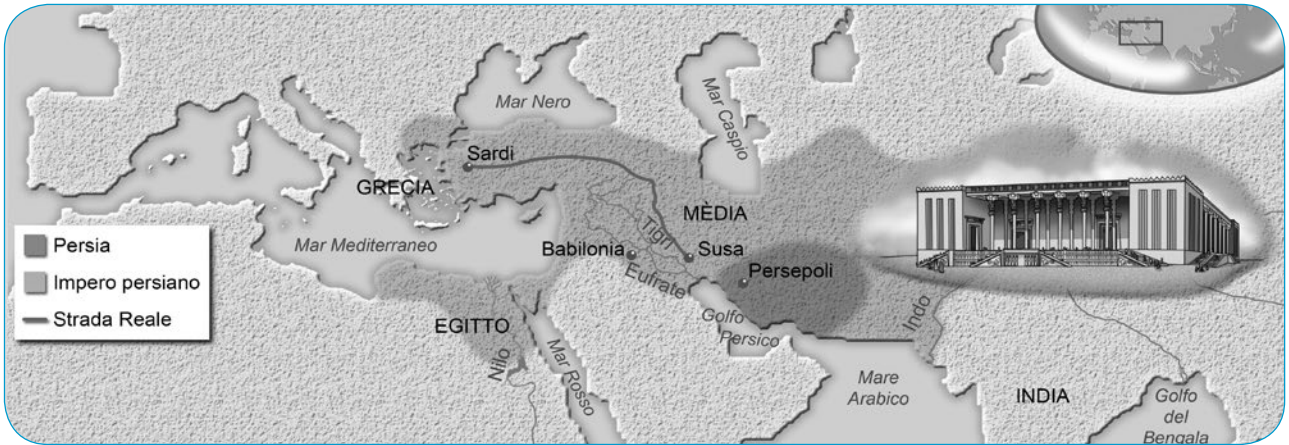 Mar Nero
Mar Caspio
Sardi
GRECIA
MÈDIA
Persia
Impero persiano
Strada Reale
Mar Mediterraneo
Babilonia
Tigri
Susa
Eufrate
Persepoli
EGITTO
Nilo
Mar Rosso
Golfo
Persico
Indo
Mare
Arabico
INDIA
Golfo
del
Bengala